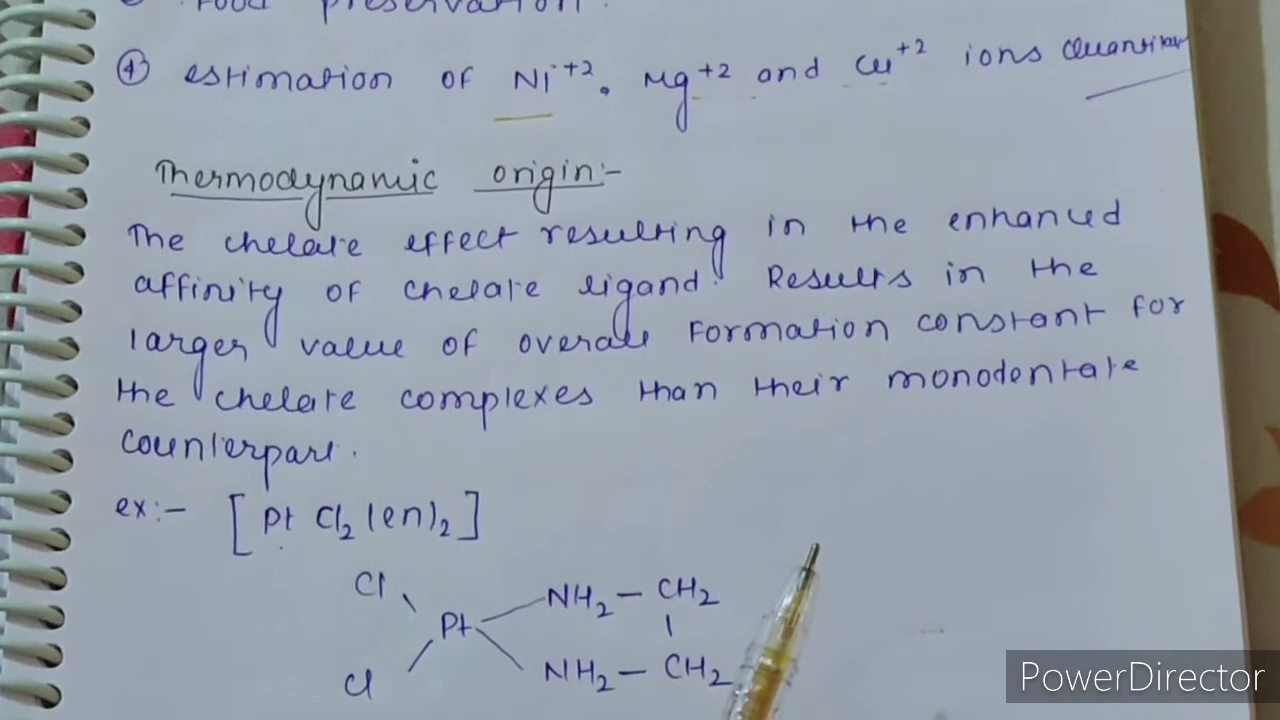 Food preservation.
④ estimation of Ni+2, Mg+2 and Cu+2 ions
Thermodynamic origin:-
The chelate effect resulting in the enhanced
affinity of chelate ligand. Results in the
larger value of overall formation constant for
the chelate complexes than their monodentate
counterpart.
ex:- [Pt Cl2 (en)2]
Cl NH2 — CH2
Pt
Cl NH2 — CH2
PowerDirector